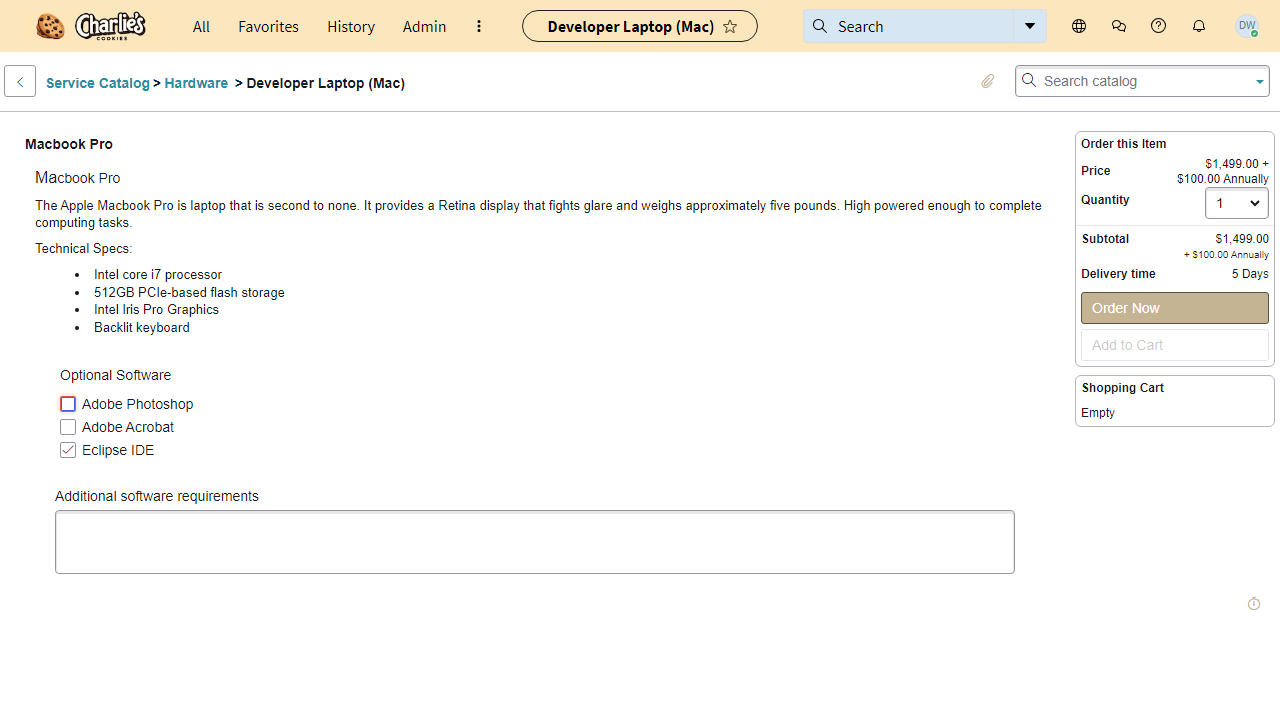 Charlie's
COOKIES
All
Favorites
History
Admin
Developer Laptop (Mac)
Search
DW
Service Catalog > Hardware > Developer Laptop (Mac)
Search catalog
Macbook Pro
Macbook Pro
The Apple Macbook Pro is laptop that is second to none. It provides a Retina display that fights glare and weighs approximately five pounds. High powered enough to complete
computing tasks.
Technical Specs:
Intel core i7 processor
512GB PCIe-based flash storage
Intel Iris Pro Graphics
Backlit keyboard
Optional Software
Adobe Photoshop
Adobe Acrobat
Eclipse IDE
Additional software requirements
Order this Item
Price
$1,499.00 +
$100.00 Annually
Quantity
1
Subtotal
$1,499.00
+ $100.00 Annually
Delivery time
5 Days
Order Now
Add to Cart
Shopping Cart
Empty